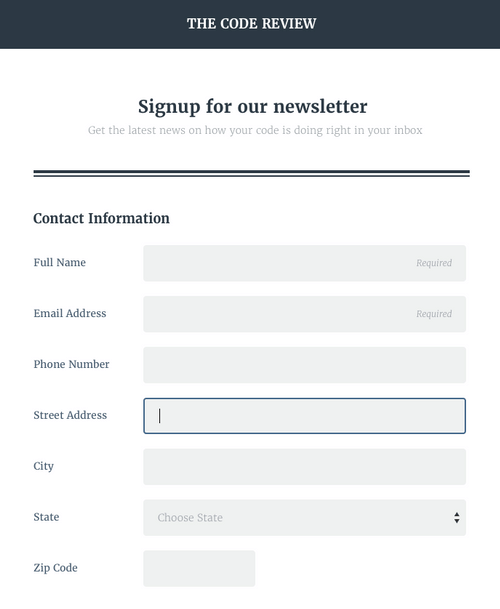 THE CODE REVIEW
Signup for our newsletter
Get the latest news on how your code is doing right in your inbox
Contact Information
Full Name Required
Email Address Required
Phone Number
Street Address
City
State Choose State
Zip Code